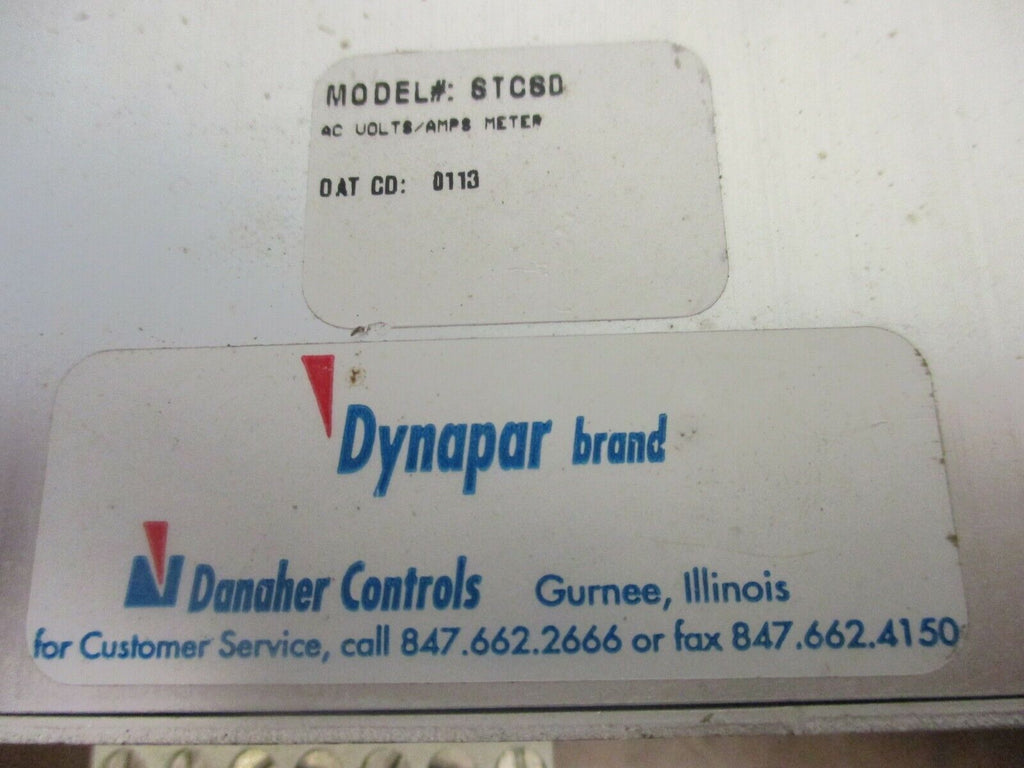 MODEL#: STCSD
AC VOLTS/AMPS METER
DAT CD: 0113
Dynapar brand
Danaher Controls Gurnee, Illinois
for Customer Service, call 847.662.2666 or fax 847.662.4150